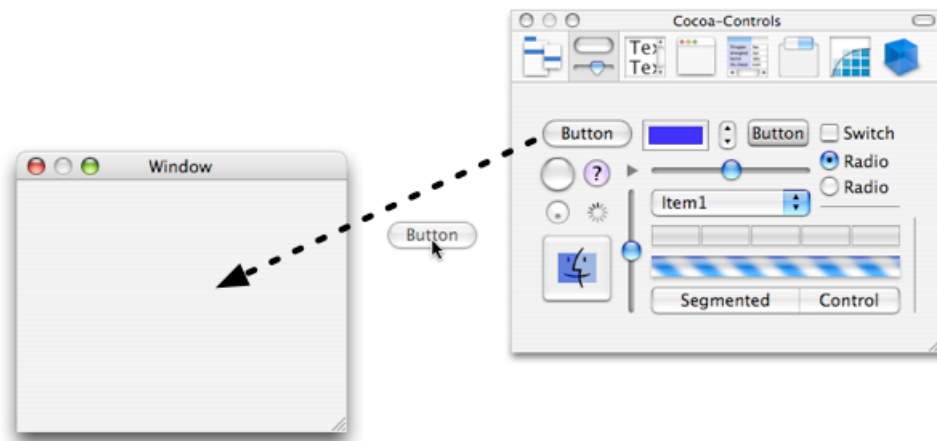 Cocoa-Controls
Tex
Tex
Button
Button
Switch
?
Radio
Radio
Item1
Segmented
Control
Window
Button